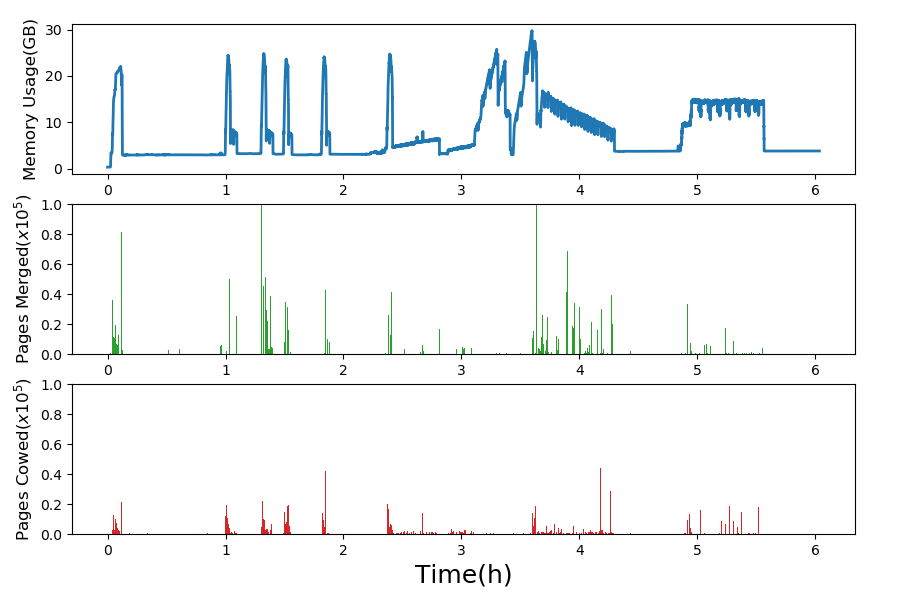 Memory Usage(GB)
30
20
10
0
0 1 2 3 4 5 6
Pages Merged(x10^5)
1.0
0.8
0.6
0.4
0.2
0.0
0 1 2 3 4 5 6
Pages Cowed(x10^5)
1.0
0.8
0.6
0.4
0.2
0.0
0 1 2 3 4 5 6
Time(h)